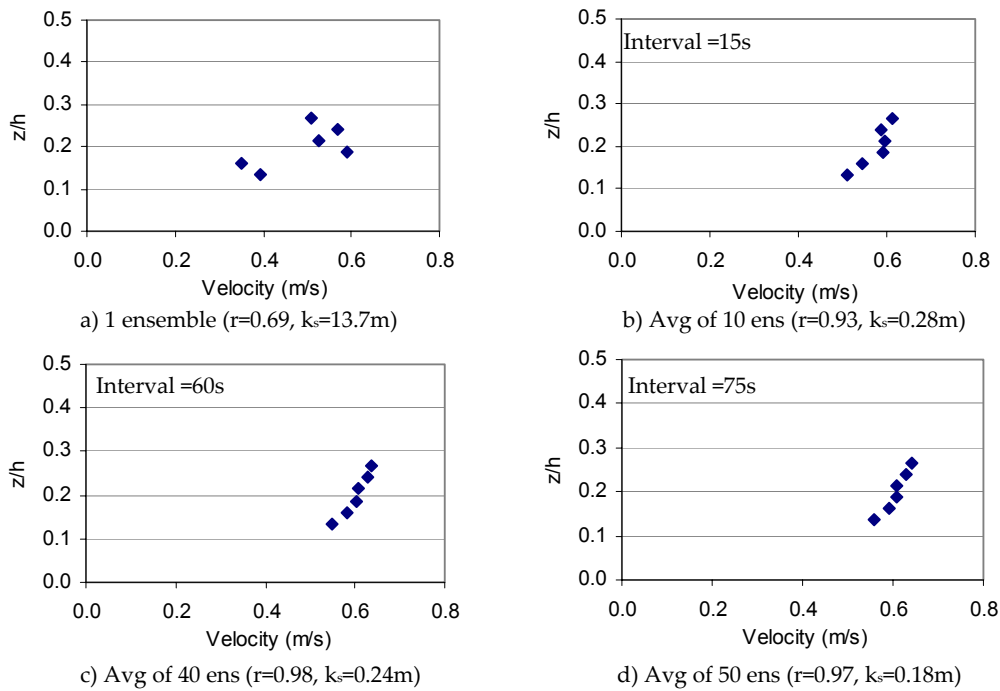 0.5
0.4
0.3
0.2
0.1
0.0
z/h
0.0 0.2 0.4 0.6 0.8
Velocity (m/s)
a) 1 ensemble (r=0.69, ks=13.7m)
Interval =15s
0.5
0.4
0.3
0.2
0.1
0.0
z/h
0.0 0.2 0.4 0.6 0.8
Velocity (m/s)
b) Avg of 10 ens (r=0.93, ks=0.28m)
Interval =60s
0.5
0.4
0.3
0.2
0.1
0.0
z/h
0.0 0.2 0.4 0.6 0.8
Velocity (m/s)
c) Avg of 40 ens (r=0.98, ks=0.24m)
Interval =75s
0.5
0.4
0.3
0.2
0.1
0.0
z/h
0.0 0.2 0.4 0.6 0.8
Velocity (m/s)
d) Avg of 50 ens (r=0.97, ks=0.18m)